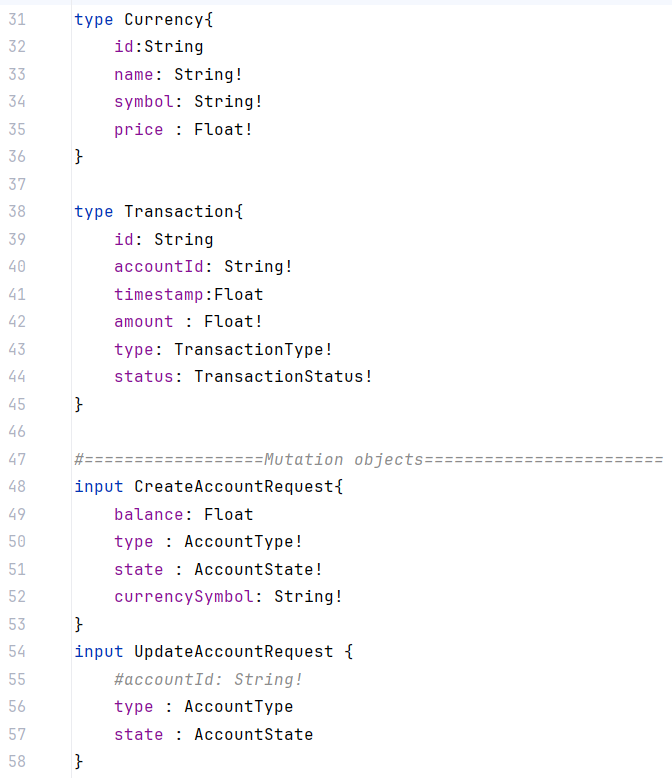 31 type Currency{
32 id:String
33 name: String!
34 symbol: String!
35 price : Float!
36 }
37
38 type Transaction{
39 id: String
40 accountId: String!
41 timestamp:Float
42 amount : Float!
43 type: TransactionType!
44 status: TransactionStatus!
45 }
46
47 #==================Mutation objects========================
48 input CreateAccountRequest{
49 balance: Float
50 type : AccountType!
51 state : AccountState!
52 currencySymbol: String!
53 }
54 input UpdateAccountRequest {
55 #accountId: String!
56 type : AccountType
57 state : AccountState
58 }